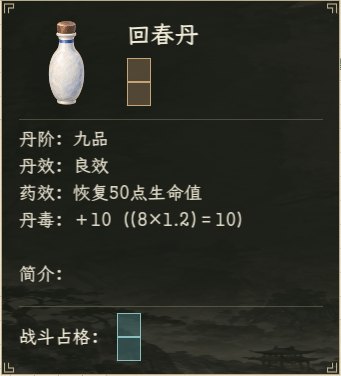 回春丹
丹阶：九品
丹效：良效
药效：恢复50点生命值
丹毒：+10 ((8×1.2)=10)
简介：
战斗占格：